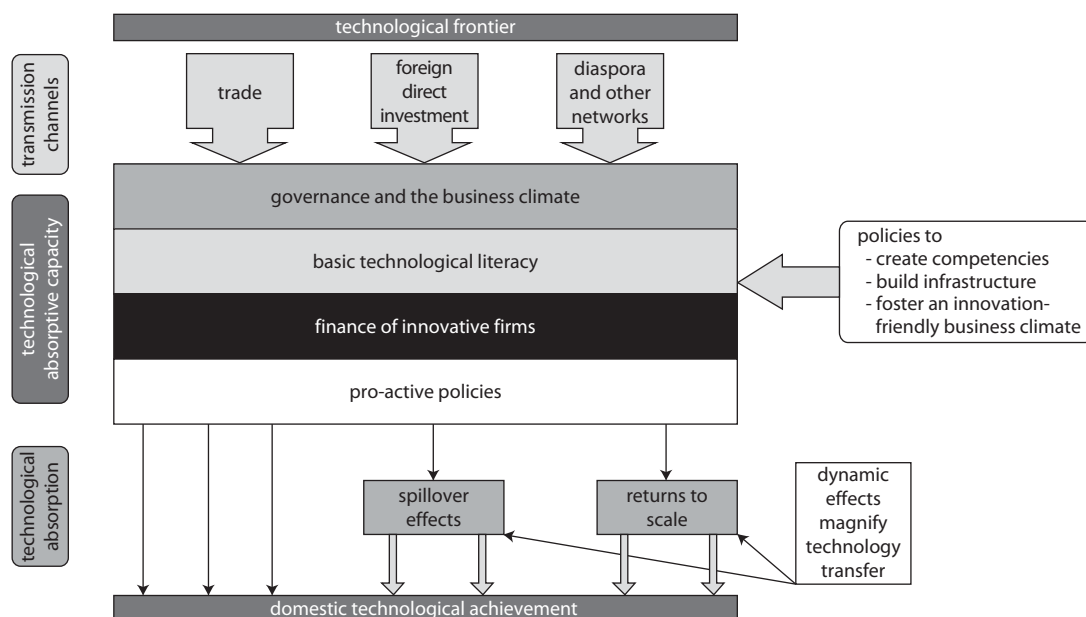 technological frontier
transmission
channels
trade
foreign
direct
investment
diaspora
and other
networks
technological
absorptive capacity
governance and the business climate
basic technological literacy
finance of innovative firms
pro-active policies
policies to
- create competencies
- build infrastructure
- foster an innovation-
friendly business climate
technological
absorption
spillover
effects
returns to
scale
dynamic
effects
magnify
technology
transfer
domestic technological achievement